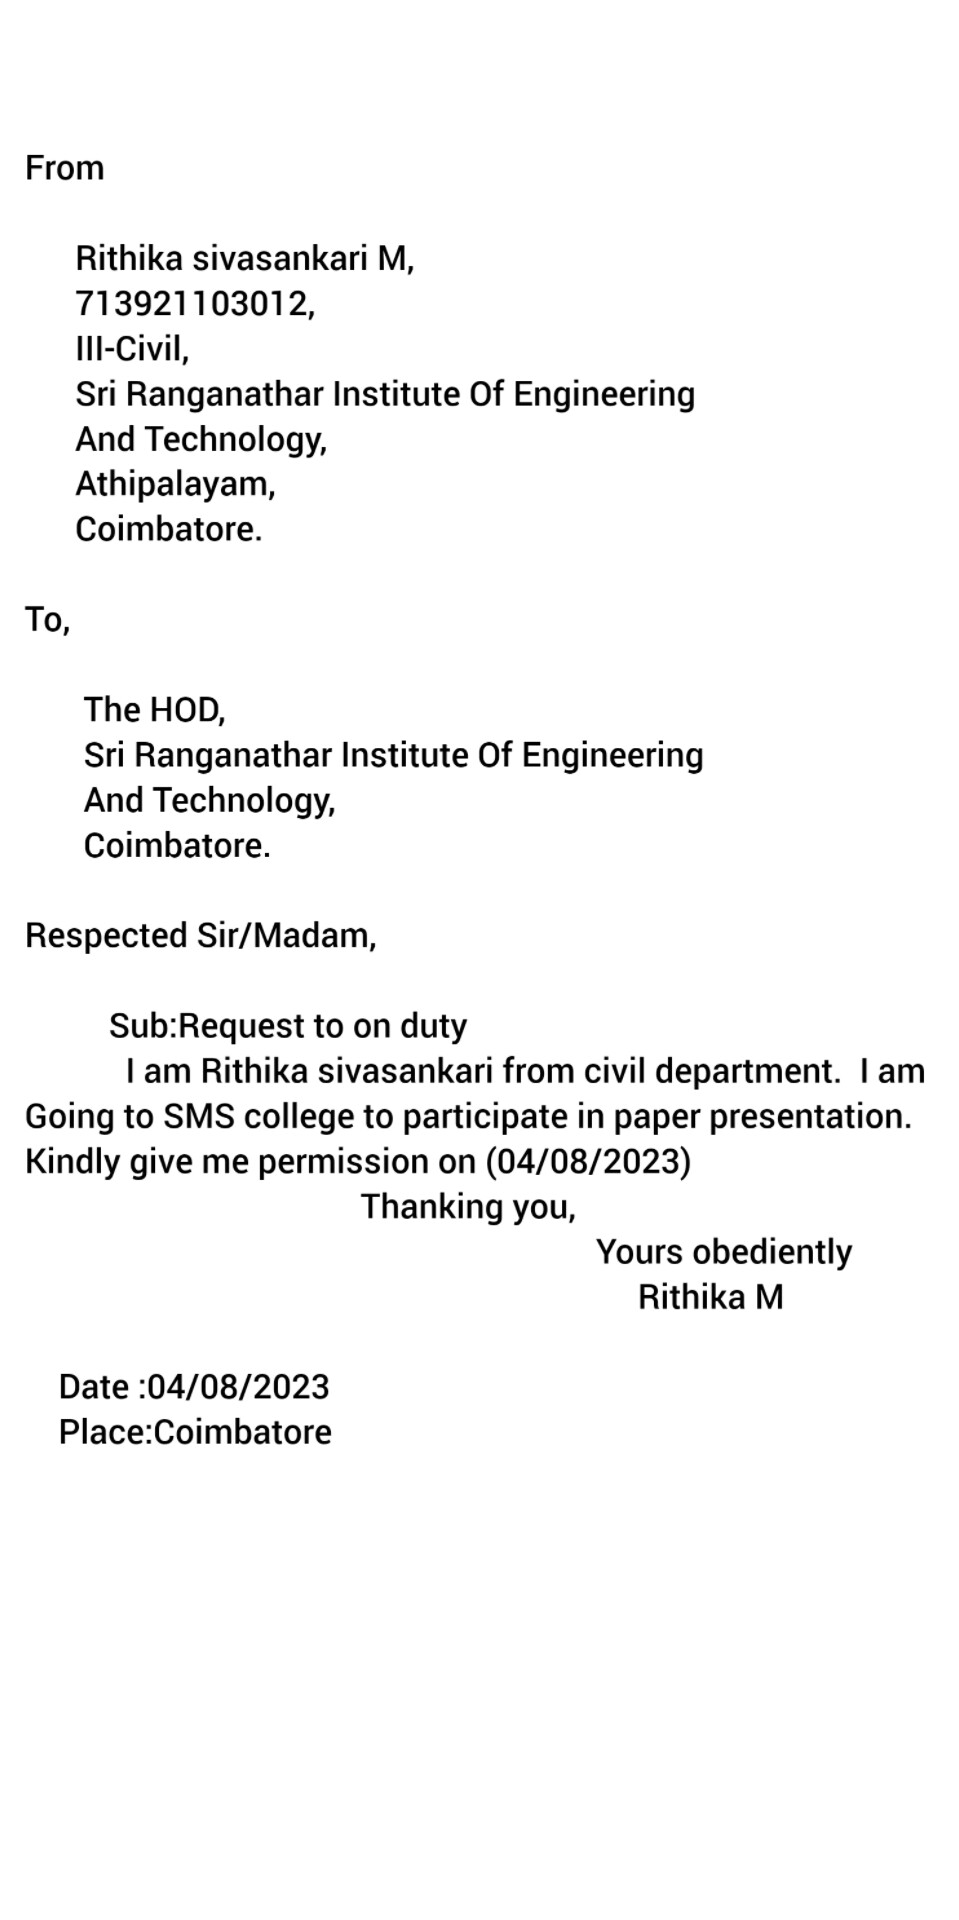 From
Rithika sivasankari M,
713921103012,
III-Civil,
Sri Ranganathar Institute Of Engineering
And Technology,
Athipalayam,
Coimbatore.
To,
The HOD,
Sri Ranganathar Institute Of Engineering
And Technology,
Coimbatore.
Respected Sir/Madam,
Sub:Request to on duty
I am Rithika sivasankari from civil department.  I am
Going to SMS college to participate in paper presentation.
Kindly give me permission on (04/08/2023)
Thanking you,
Yours obediently
Rithika M
Date :04/08/2023
Place:Coimbatore